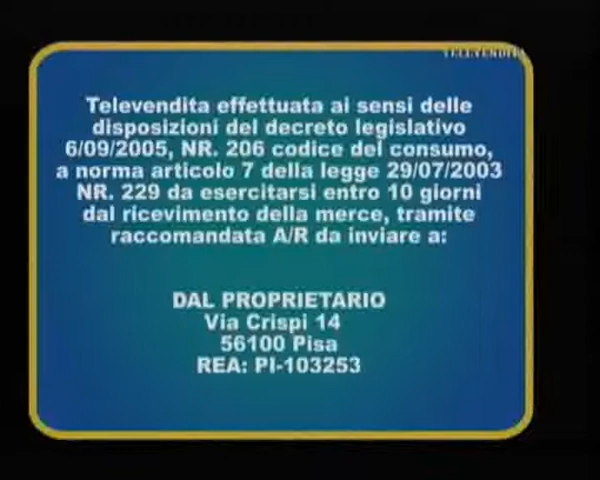 TELEVENDITA
Televendita effettuata ai sensi delle
disposizioni del decreto legislativo
6/09/2005, NR. 206 codice del consumo,
a norma articolo 7 della legge 29/07/2003
NR. 229 da esercitarsi entro 10 giorni
dal ricevimento della merce, tramite
raccomandata A/R da inviare a:
DAL PROPRIETARIO
Via Crispi 14
56100 Pisa
REA: PI-103253